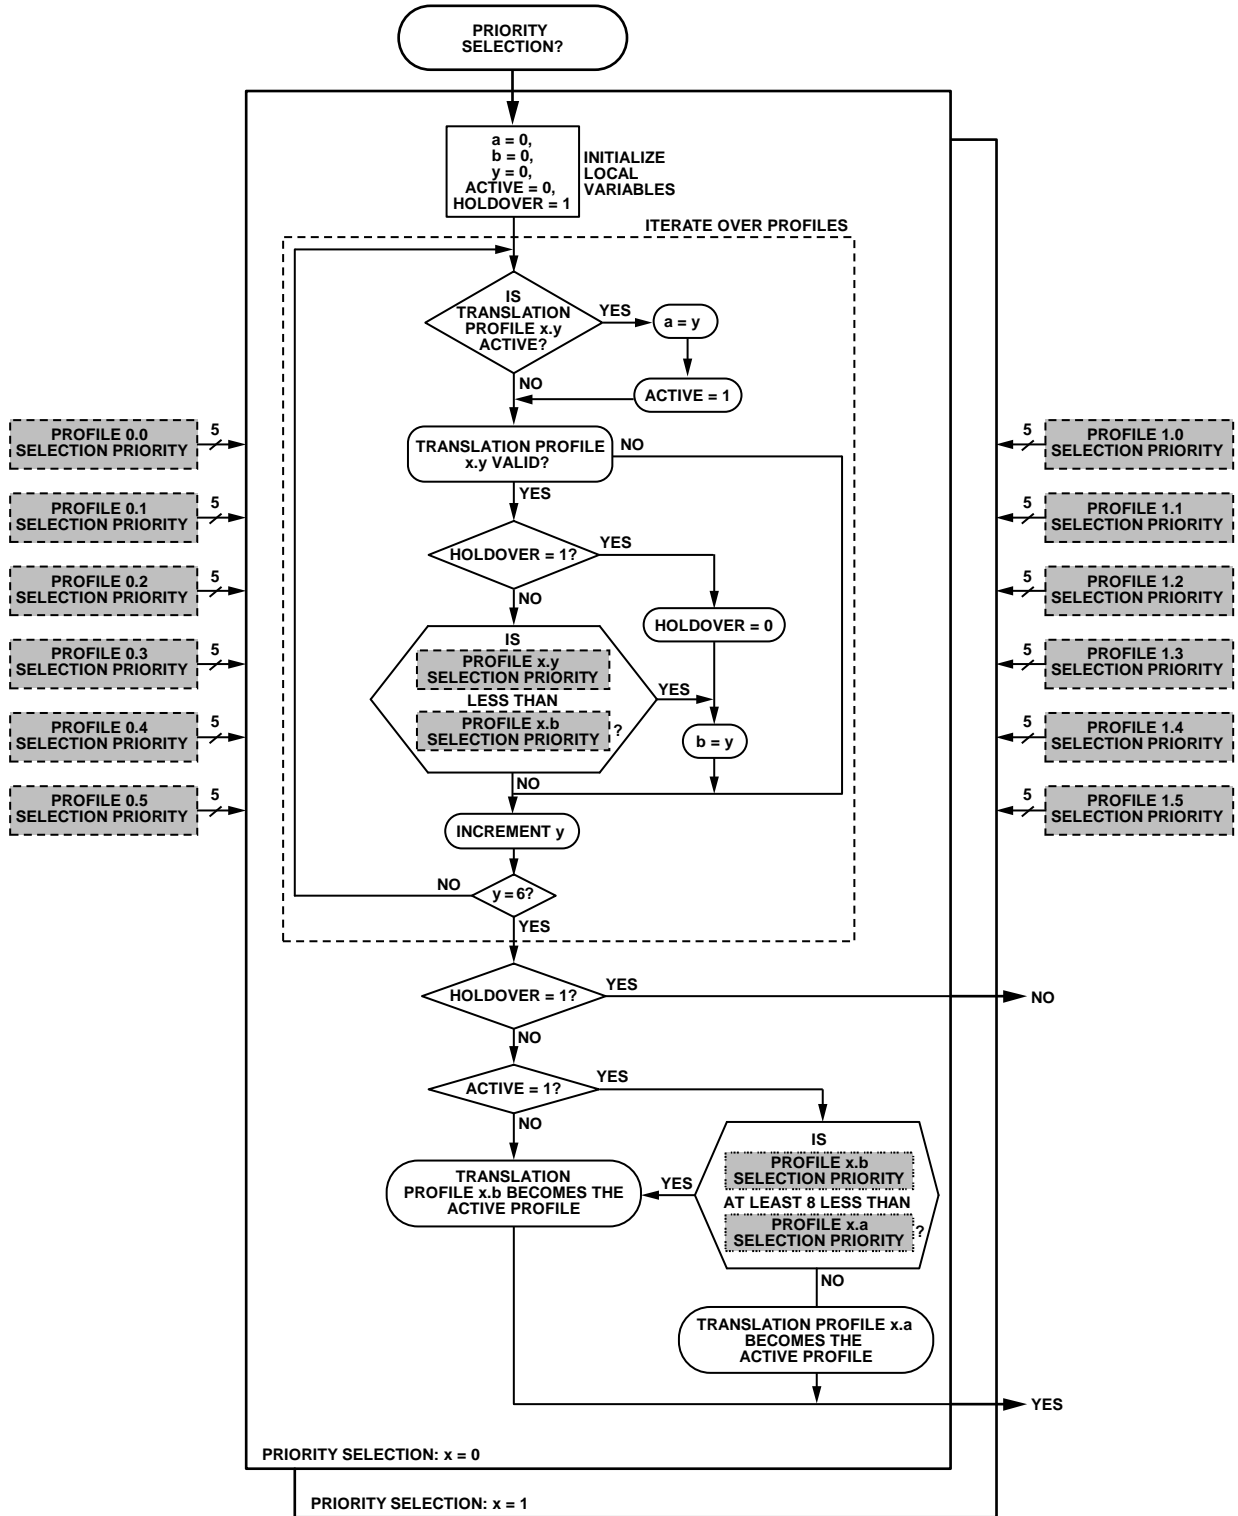 PRIORITY
SELECTION?
a = 0,
b = 0,
y = 0,
ACTIVE = 0,
HOLDOVER = 1
INITIALIZE
LOCAL
VARIABLES
ITERATE OVER PROFILES
IS
TRANSLATION
PROFILE x.y
ACTIVE?
YES
a = y
NO
ACTIVE = 1
TRANSLATION PROFILE
x.y VALID?
NO
YES
HOLDOVER = 1?
YES
NO
HOLDOVER = 0
IS
PROFILE x.y
SELECTION PRIORITY
LESS THAN
PROFILE x.b
SELECTION PRIORITY
?
YES
b = y
NO
INCREMENT y
y = 6?
NO
YES
HOLDOVER = 1?
YES
NO
NO
ACTIVE = 1?
YES
NO
TRANSLATION
PROFILE x.b BECOMES THE
ACTIVE PROFILE
YES
IS
PROFILE x.b
SELECTION PRIORITY
AT LEAST 8 LESS THAN
PROFILE x.a
SELECTION PRIORITY
?
NO
TRANSLATION PROFILE x.a
BECOMES THE
ACTIVE PROFILE
YES
PRIORITY SELECTION: x = 0
PRIORITY SELECTION: x = 1
PROFILE 0.0
SELECTION PRIORITY
5
PROFILE 0.1
SELECTION PRIORITY
5
PROFILE 0.2
SELECTION PRIORITY
5
PROFILE 0.3
SELECTION PRIORITY
5
PROFILE 0.4
SELECTION PRIORITY
5
PROFILE 0.5
SELECTION PRIORITY
5
5
PROFILE 1.0
SELECTION PRIORITY
5
PROFILE 1.1
SELECTION PRIORITY
5
PROFILE 1.2
SELECTION PRIORITY
5
PROFILE 1.3
SELECTION PRIORITY
5
PROFILE 1.4
SELECTION PRIORITY
5
PROFILE 1.5
SELECTION PRIORITY